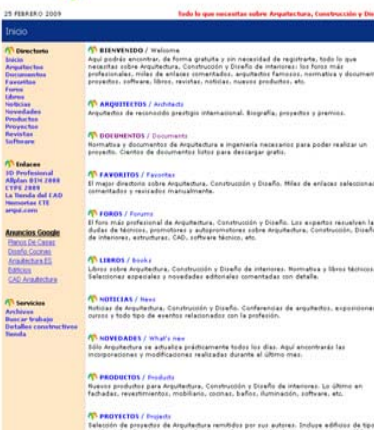 25 FEBRERO 2009
Todo lo que necesitas sobre Arquitectura, Construcción y Di
Inicio
Directorio
Inicio
Arquitectos
Documentos
Favoritos
Foros
Libros
Noticias
Novedades
Productos
Proyectos
Revistas
Software
Enlaces
3D Profesional
Allplan BIM 2008
CYPE 2009
La Tienda del CAD
Memorias CTE
arqui.com
Anuncios Google
Planos De Casas
Diseño Cocinas
Arquitectura ES
Edificios
CAD Arquitectura
Servicios
Archivos
Buscar trabajo
Detalles constructivos
Tienda
BIENVENIDO / Welcome
Aquí podrás encontrar, de forma gratuita y sin necesidad de registrarte, todo lo que
necesitas sobre Arquitectura, Construcción y Diseño de interiores: los foros más
profesionales, miles de enlaces comentados, arquitectos famosos, normativa y document
proyectos, software, libros, revistas, noticias, nuevos productos, etc.
ARQUITECTOS / Architects
Arquitectos de reconocido prestigio internacional. Biografía, proyectos y premios.
DOCUMENTOS / Documents
Normativa y documentos de Arquitectura e ingeniería necesarios para poder realizar un
proyecto. Cientos de documentos listos para descargar gratis.
FAVORITOS / Favorites
El mejor directorio sobre Arquitectura, Construcción y Diseño. Miles de enlaces selecciona
comentados y revisados manualmente.
FOROS / Forums
El foro más profesional de Arquitectura, Construcción y Diseño. Los expertos resuelven la
dudas de técnicos, promotores y autopromotores sobre Arquitectura, Construcción, Diseñ
de interiores, estructuras, CAD, software técnico, etc.
LIBROS / Books
Libros sobre Arquitectura, Construcción y Diseño de interiores. Normativa y libros técnicos
Selecciones especiales y novedades editoriales comentadas con detalle.
NOTICIAS / News
Noticias de Arquitectura, Construcción y Diseño. Conferencias de arquitectos, exposicione
cursos y todo tipo de eventos relacionados con la profesión.
NOVEDADES / What's new
Sólo Arquitectura se actualiza prácticamente todos los días. Aquí encontrarás las
incorporaciones y modificaciones realizadas durante el último mes.
PRODUCTOS / Products
Nuevos productos para Arquitectura, Construcción y Diseño de interiores. Lo último en
fachadas, revestimientos, mobiliario, cocinas, baños, iluminación, software, etc.
PROYECTOS / Projects
Selección de proyectos de Arquitectura remitidos por sus autores. Incluye edificios de tipo